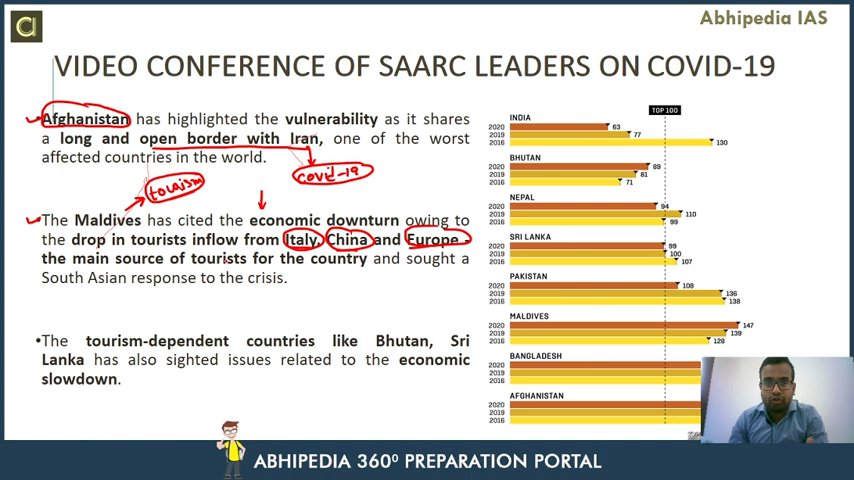 Abhipedia IAS
VIDEO CONFERENCE OF SAARC LEADERS ON COVID-19
Afghanistan has highlighted the vulnerability as it shares
a long and open border with Iran, one of the worst
affected countries in the world.
covid-19
tourism
The Maldives has cited the economic downturn owing to
the drop in tourists inflow from Italy, China and Europe -
the main source of tourists for the country and sought a
South Asian response to the crisis.
•The tourism-dependent countries like Bhutan, Sri
Lanka has also sighted issues related to the economic
slowdown.
TOP 100
INDIA
2020 63
2019 77
2016 130
BHUTAN
2020 89
2019 81
2016 71
NEPAL
2020 94
2019 110
2016 99
SRI LANKA
2020 99
2019 100
2016 107
PAKISTAN
2020 108
2019 136
2016 138
MALDIVES
2020 147
2019 139
2016 128
BANGLADESH
2020
2019
2016
AFGHANISTAN
2020
2019
2016
ABHIPEDIA 360⁰ PREPARATION PORTAL